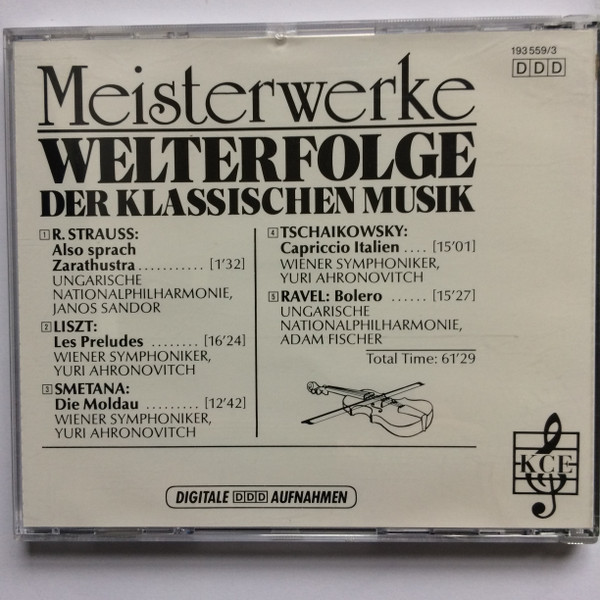 193 559/3
DDD
Meisterwerke
WELTERFOLGE
DER KLASSISCHEN MUSIK
1 R. STRAUSS:
Also sprach
Zarathustra.......... [1'32]
UNGARISCHE
NATIONALPHILHARMONIE,
JANOS SANDOR
2 LISZT:
Les Preludes ........ [16'24]
WIENER SYMPHONIKER,
YURI AHRONOVITCH
3 SMETANA:
Die Moldau ......... [12'42]
WIENER SYMPHONIKER,
YURI AHRONOVITCH
4 TSCHAIKOWSKY:
Capriccio Italien .... [15'01]
WIENER SYMPHONIKER,
YURI AHRONOVITCH
5 RAVEL: Bolero ...... [15'27]
UNGARISCHE
NATIONALPHILHARMONIE,
ADAM FISCHER
Total Time: 61'29
KCE
DIGITALE DDD AUFNAHMEN